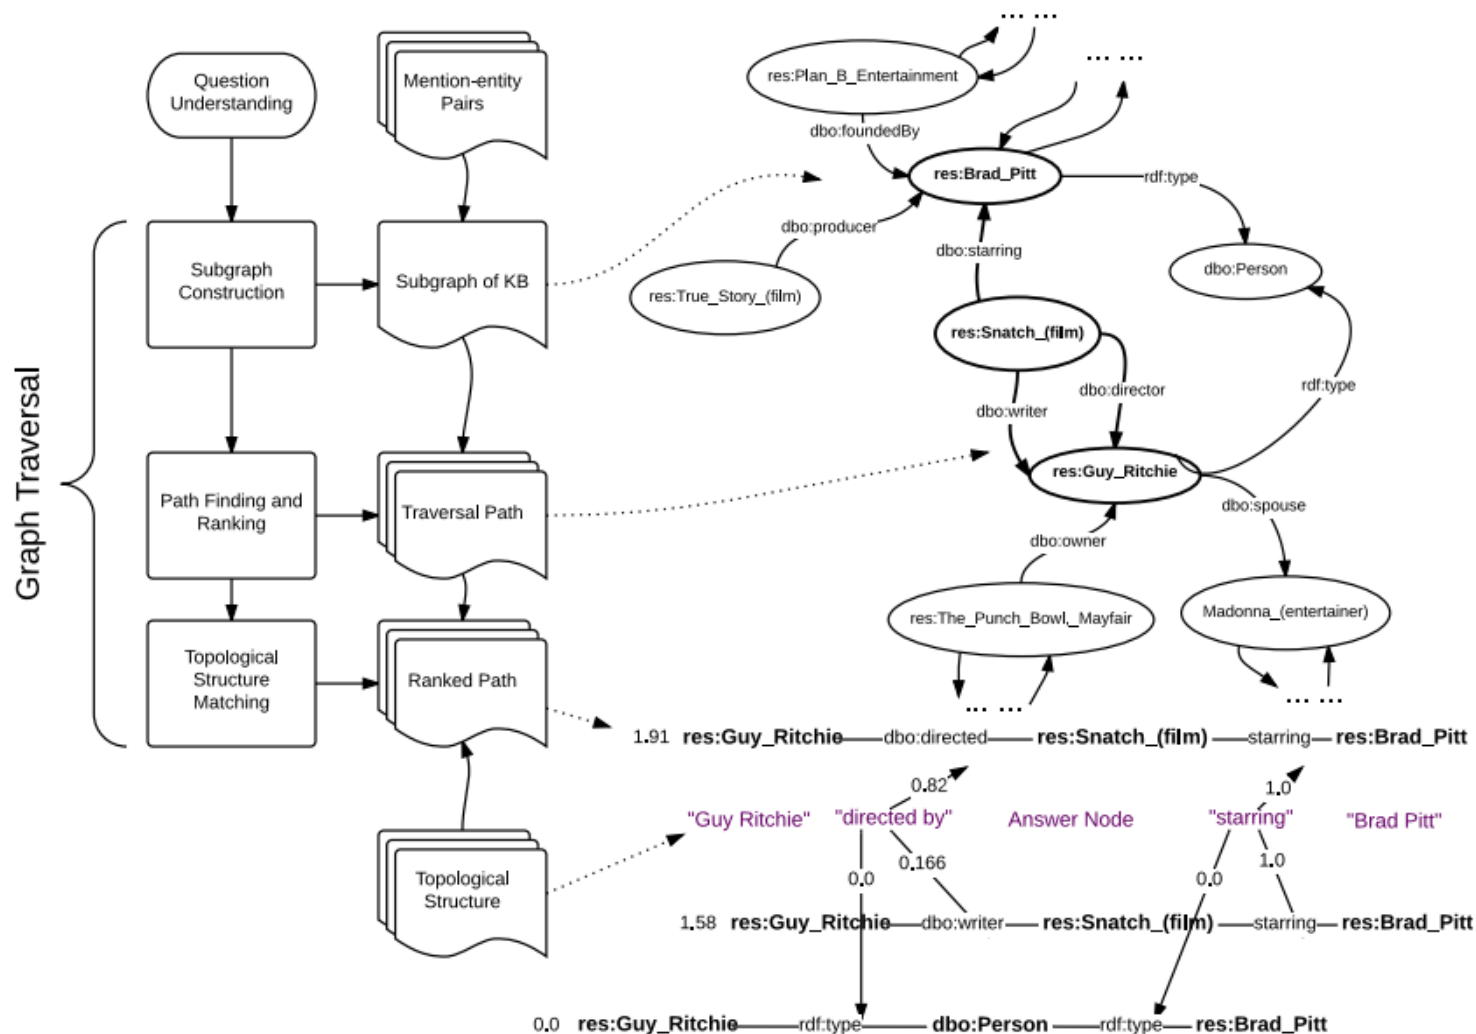 Graph Traversal
Question
Understanding
Mention-entity
Pairs
Subgraph
Construction
Subgraph of KB
Path Finding and
Ranking
Traversal Path
Topological
Structure
Matching
Ranked Path
Topological
Structure
... ...
res:Plan_B_Entertainment
... ...
dbo:foundedBy
res:Brad_Pitt
rdf:type
dbo:producer
dbo:starring
dbo:Person
res:True_Story_(film)
res:Snatch_(film)
dbo:director
rdf:type
dbo:writer
res:Guy_Ritchie
dbo:spouse
dbo:owner
res:The_Punch_Bowl,_Mayfair
Madonna_(entertainer)
... ...
... ...
1.91 res:Guy_Ritchie dbo:directed res:Snatch_(film) starring res:Brad_Pitt
0.82 1.0
"Guy Ritchie" "directed by" Answer Node "starring" "Brad Pitt"
0.166 1.0
0.0 0.0
1.58 res:Guy_Ritchie dbo:writer res:Snatch_(film) starring res:Brad_Pitt
0.0 res:Guy_Ritchie rdf:type dbo:Person rdf:type res:Brad_Pitt